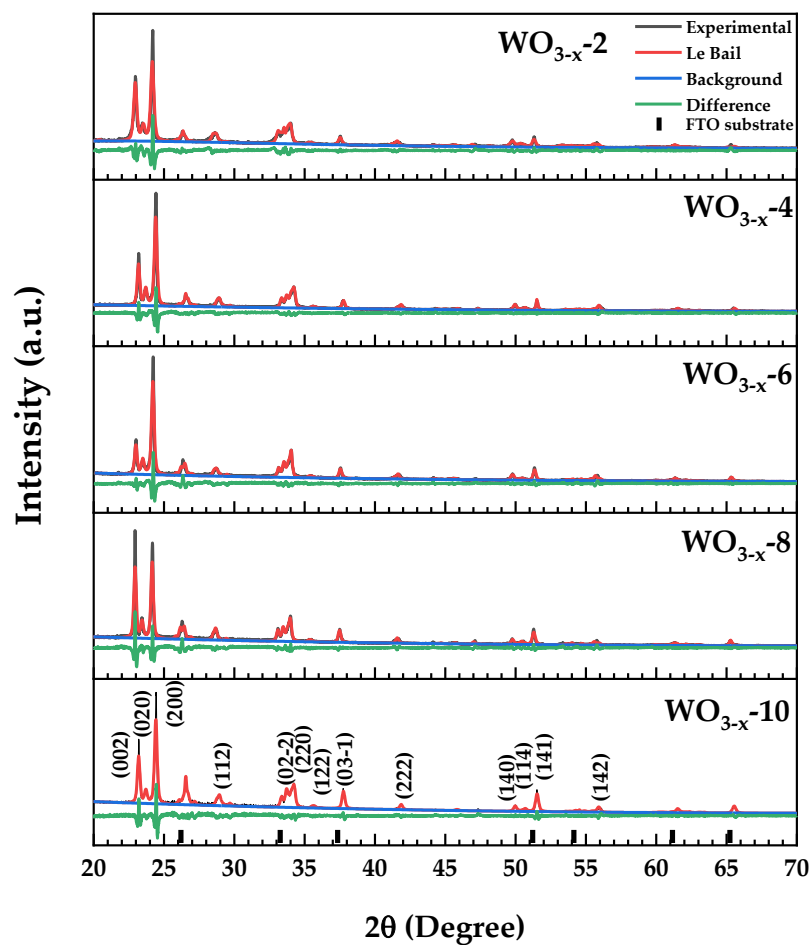 WO3-x-2
Experimental
Le Bail
Background
Difference
FTO substrate
WO3-x-4
WO3-x-6
WO3-x-8
WO3-x-10
(002)
(020)
(200)
(112)
(02-2)
(220)
(122)
(03-1)
(222)
(140)
(114)
(141)
(142)
20 25 30 35 40 45 50 55 60 65 70
2θ (Degree)
Intensity (a.u.)